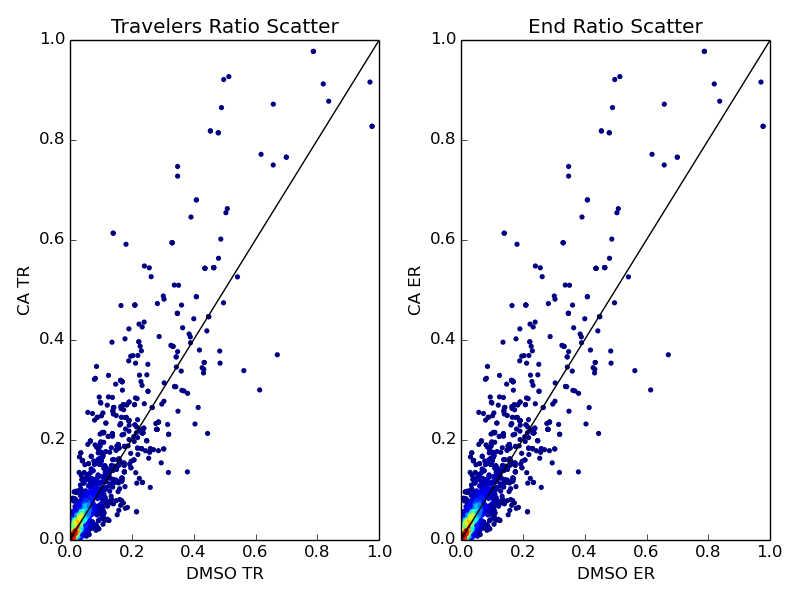 Travelers Ratio Scatter
1.0
0.8
0.6
0.4
0.2
0.0
CA TR
0.0 0.2 0.4 0.6 0.8 1.0
DMSO TR
End Ratio Scatter
1.0
0.8
0.6
0.4
0.2
0.0
CA ER
0.0 0.2 0.4 0.6 0.8 1.0
DMSO ER